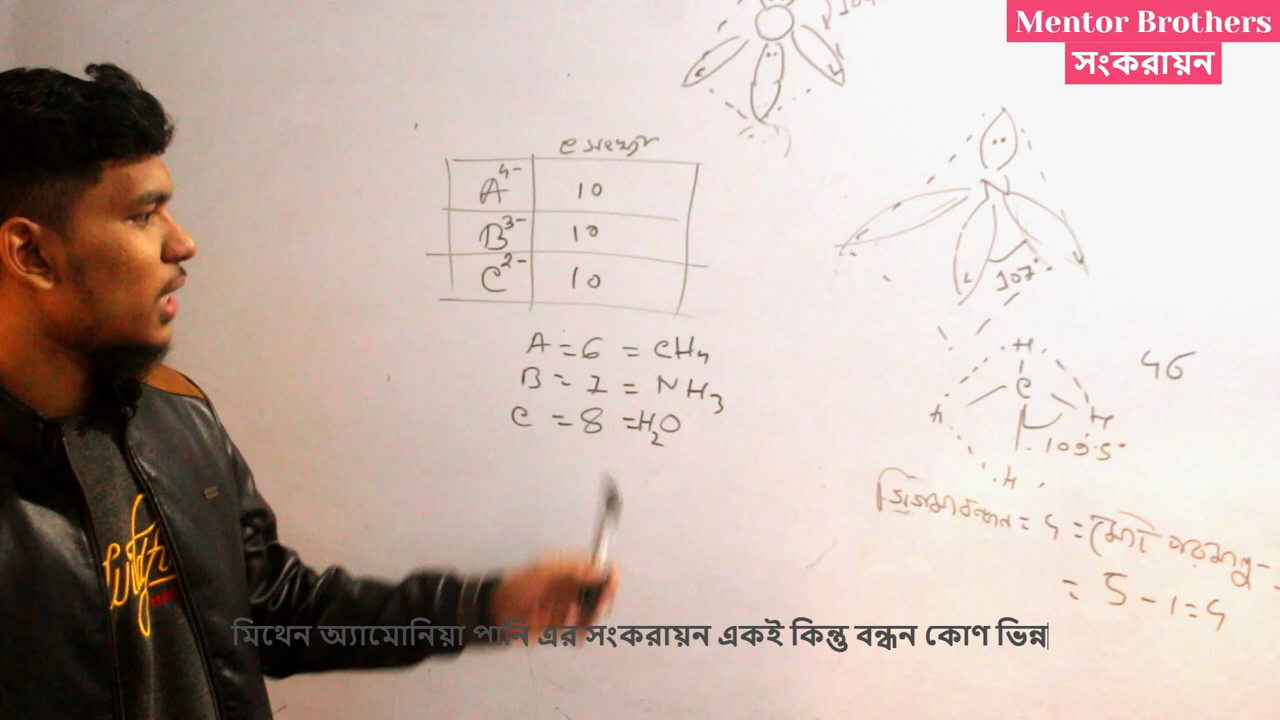 Mentor Brothers
সংকরায়ন
104
e সংখ্যা
A⁴⁻ 10
B³⁻ 10
C²⁻ 10
107°
A = 6 = CH₄
B = 7 = NH₃
C = 8 = H₂O
H
C
H H
109.5°
H
46
সিগমাবন্ধন = 4 = মোট পরমাণু -
= 5 - 1 = 4
মিথেন অ্যামোনিয়া পানি এর সংকরায়ন একই কিন্তু বন্ধন কোণ ভিন্ন